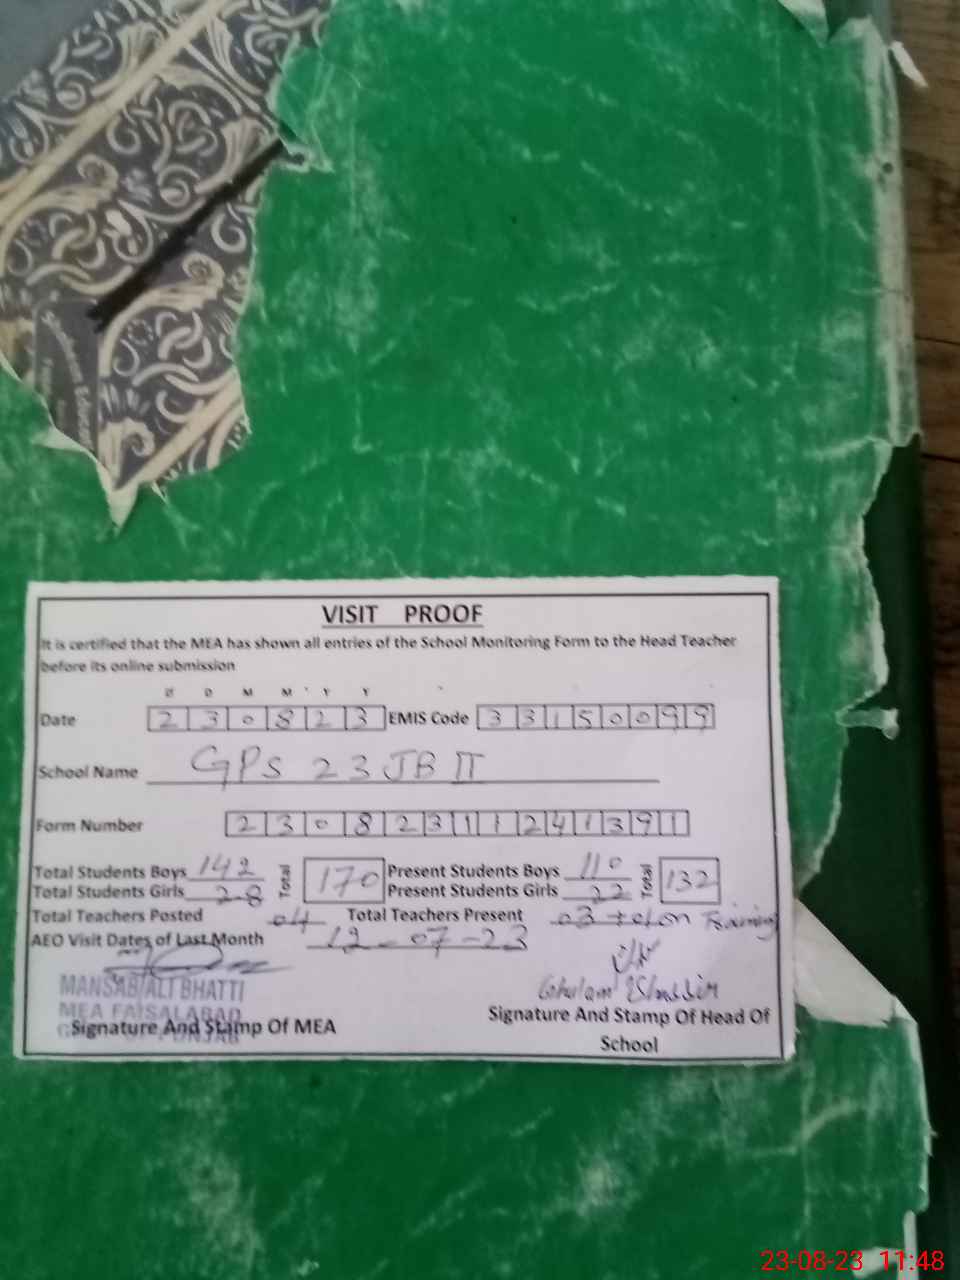 VISIT PROOF
It is certified that the MEA has shown all entries of the School Monitoring Form to the Head Teacher
before its online submission
D D M M Y Y
Date 2 3 0 8 2 3 EMIS Code 3 3 1 5 0 0 9 9
School Name GPS 23 JB II
Form Number 2 3 0 8 2 3 1 1 2 4 1 3 9 1
Total Students Boys 142 Total 170 Present Students Boys 110 Total 132
Total Students Girls 28 Present Students Girls 22
Total Teachers Posted 04 Total Teachers Present 03 + 01 on Training
AEO Visit Dates of Last Month 12-07-23
MANSAB ALI BHATTI
MEA FAISALABAD
Signature And Stamp Of MEA
Ghulam
Signature And Stamp Of Head Of
School
23-08-23 11:48